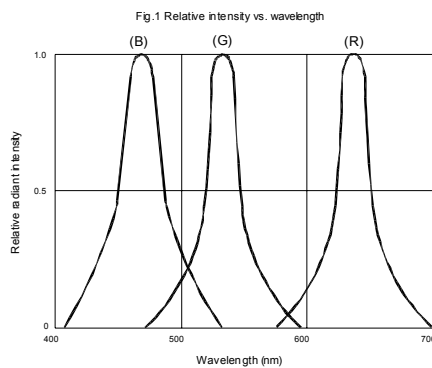 Fig.1 Relative intensity vs. wavelength
(B) (G) (R)
1.0
0.5
0
Relative radiant intensity
400 500 600 700
Wavelength (nm)